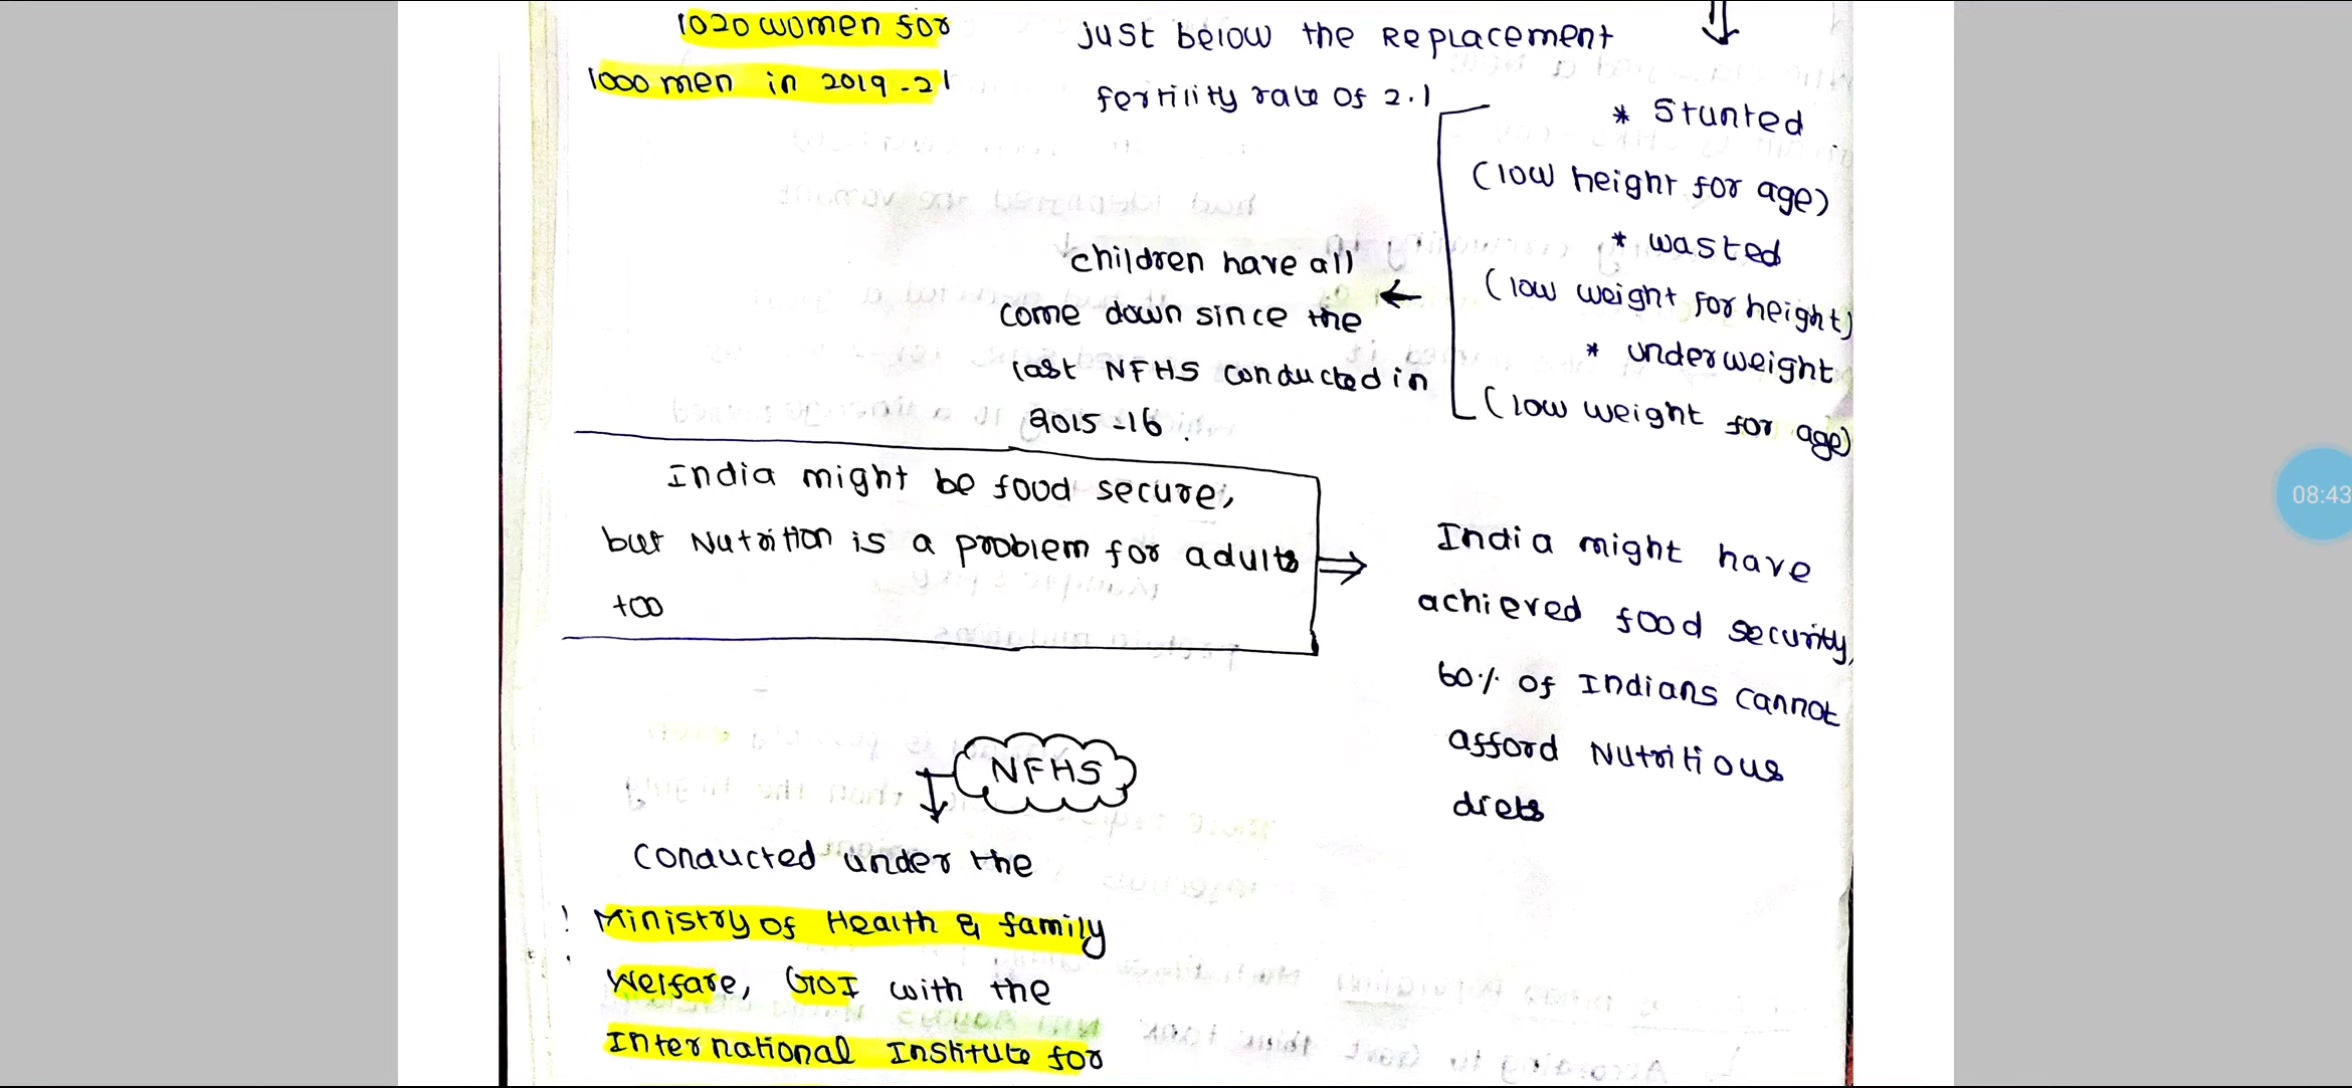 1020 women for
1000 men in 2019-21
just below the Replacement
fertility rate of 2.1
* Stunted
(low height for age)
* wasted
(low weight for height)
* underweight
(low weight for age)
children have all
come down since the
last NFHS conducted in
2015-16.
India might be food secure,
but Nutrition is a problem for adults
too
India might have
achieved food security,
60% of Indians cannot
afford Nutritious
diets
NFHS
conducted under the
Ministry of Health & family
Welfare, GOI with the
International Institute for
08:43